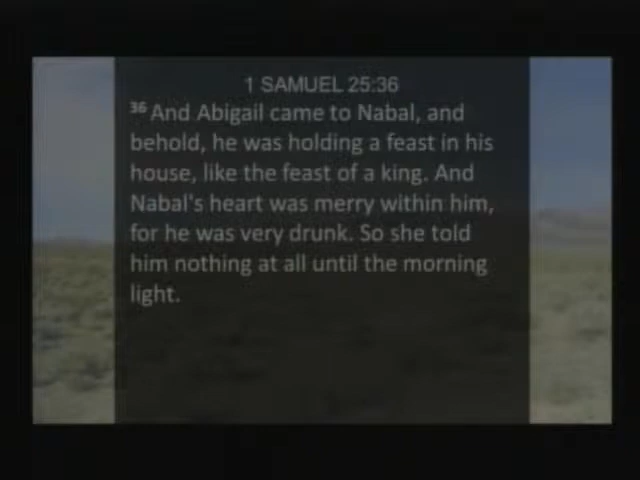 1 SAMUEL 25:36
36 And Abigail came to Nabal, and
behold, he was holding a feast in his
house, like the feast of a king. And
Nabal's heart was merry within him,
for he was very drunk. So she told
him nothing at all until the morning
light.